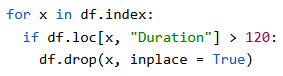 for x in df.index:
  if df.loc[x, "Duration"] > 120:
    df.drop(x, inplace = True)